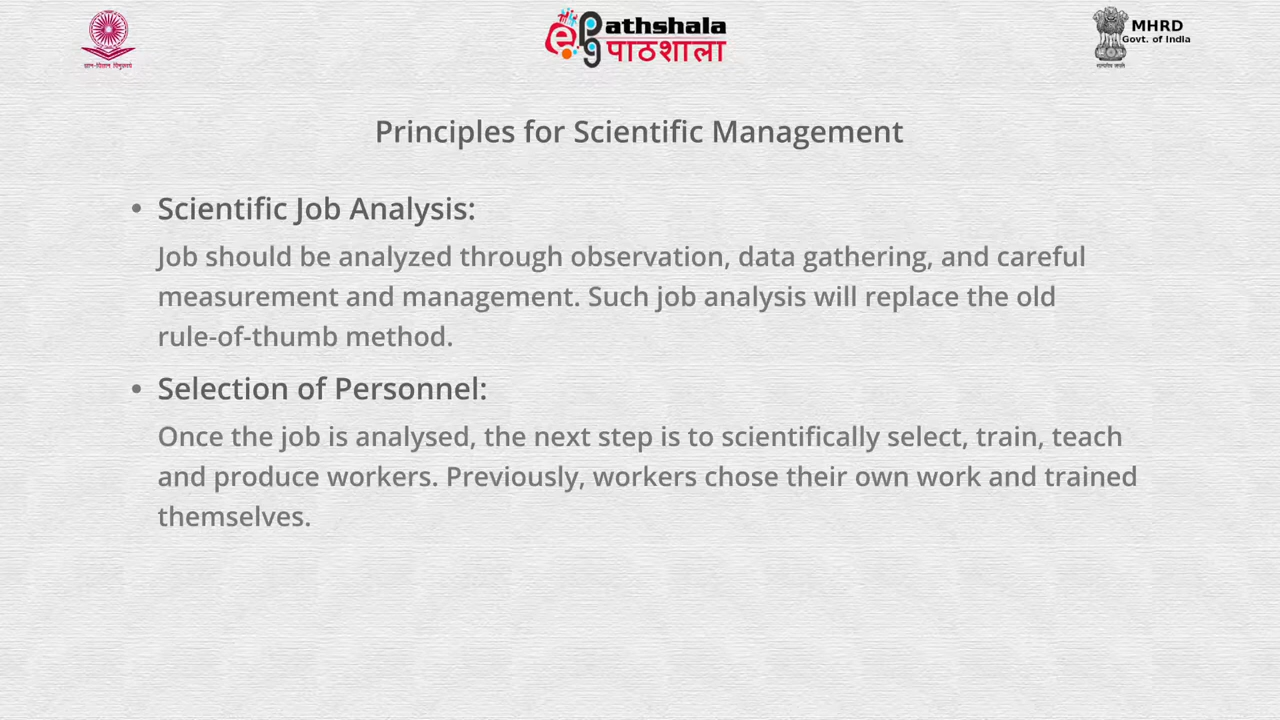 Pathshala
पाठशाला
MHRD
Govt. of India
Principles for Scientific Management
• Scientific Job Analysis:
Job should be analyzed through observation, data gathering, and careful
measurement and management. Such job analysis will replace the old
rule-of-thumb method.
• Selection of Personnel:
Once the job is analysed, the next step is to scientifically select, train, teach
and produce workers. Previously, workers chose their own work and trained
themselves.